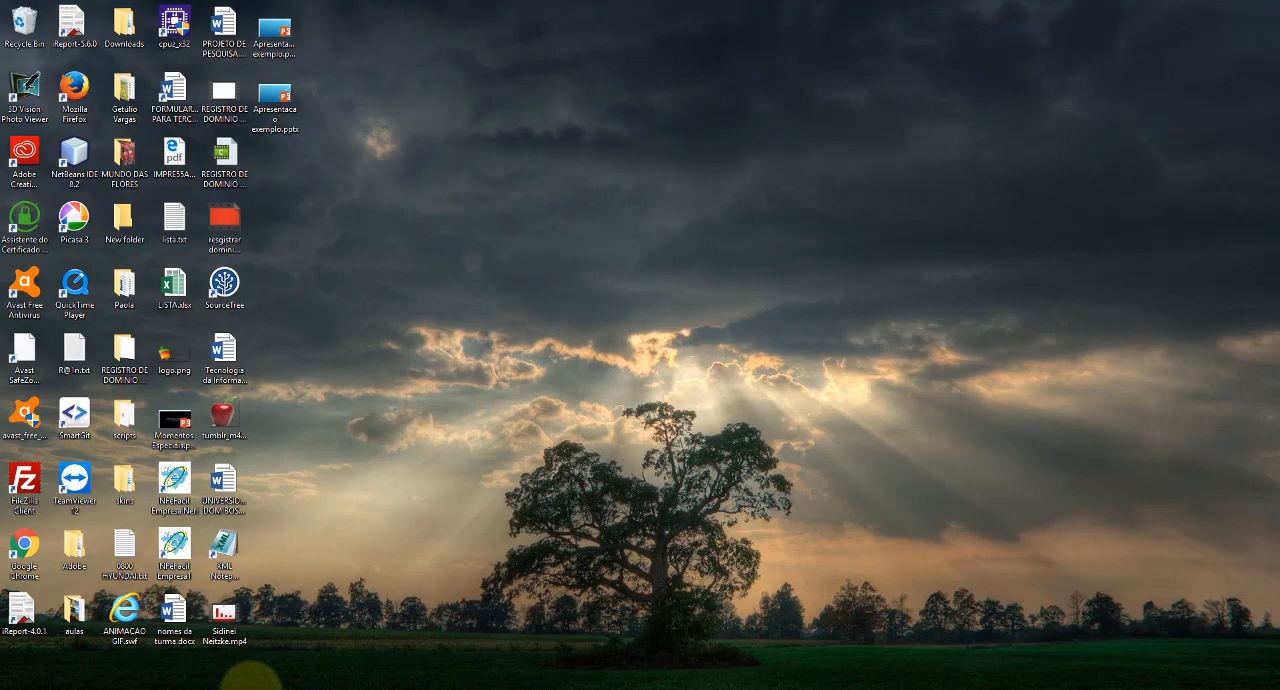 Recycle Bin
iReport-5.6.0
Downloads
cpuz_x32
PROJETO DE
PESQUISA....
Apresenta...
exemplo.p...
3D Vision
Photo Viewer
Mozilla
Firefox
Getúlio
Vargas
FORMULAR...
PARA TERC...
REGISTRO DE
DOMINIO ...
Apresentaca
o
exemplo.pptx
Adobe
Creati...
NetBeans IDE
8.2
MUNDO DAS
FLORES
IMPRESSA...
REGISTRO DE
DOMINIO ...
Assistente do
Certificado ...
Picasa 3
New folder
lista.txt
resgistrar
domini...
Avast Free
Antivirus
QuickTime
Player
Paola
LISTA.xlsx
SourceTree
Avast
SafeZo...
R@1n.txt
REGISTRO DE
DOMINIO ...
logo.png
Tecnologia
da Informa...
avast_free_...
SmartGit
scripts
Momentos
Especial.sip...
tumblr_m4...
FileZilla
Client
TeamViewer
12
skins
NFeFacil
Empresa Neri
UNIVERSID...
DOM BOS...
Google
Chrome
Adobe
0800
HYUNDAI.txt
NFeFacil
Empresa1
XML
Notep...
iReport-4.0.1
aulas
ANIMACAO
GIF.swf
nomes da
turma.docx
Sidinei
Neitzke.mp4